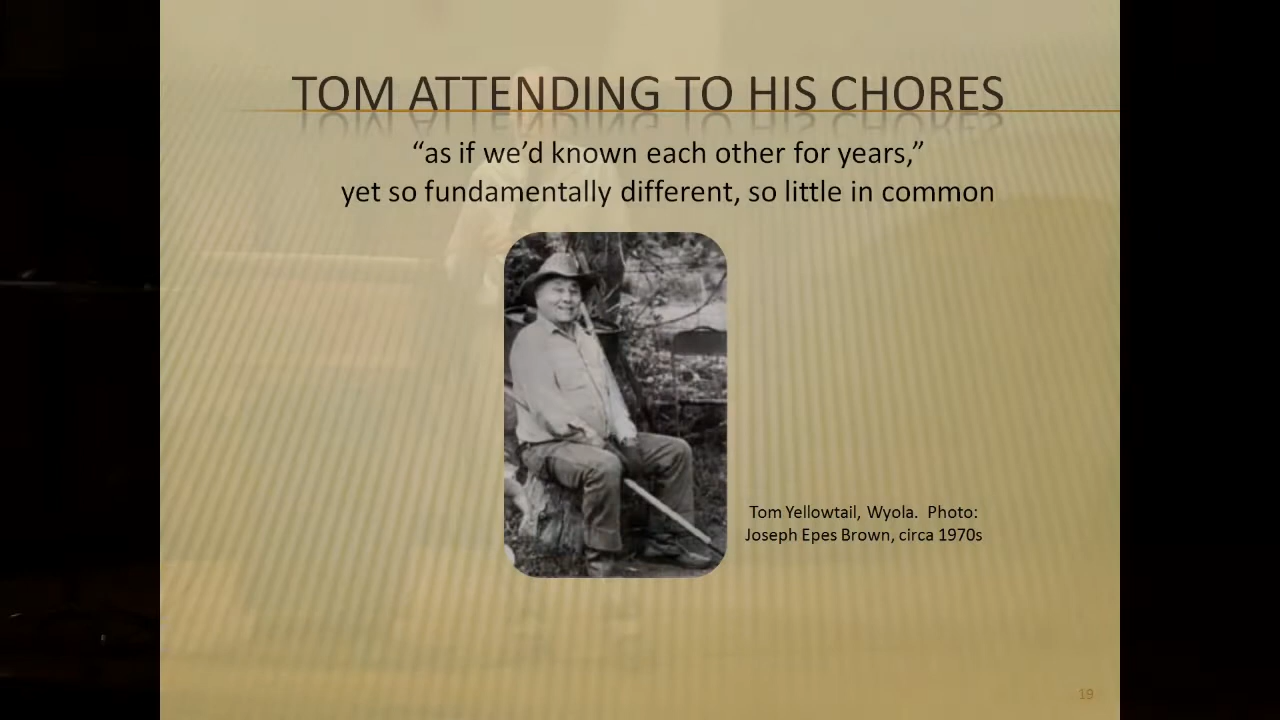 TOM ATTENDING TO HIS CHORES
“as if we’d known each other for years,”
yet so fundamentally different, so little in common
Tom Yellowtail, Wyola.  Photo:
Joseph Epes Brown, circa 1970s
19